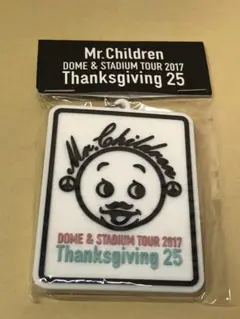 Mr.Children
DOME & STADIUM TOUR 2017
Thanksgiving 25
Mr.Children
DOME & STADIUM TOUR 2017
Thanksgiving 25